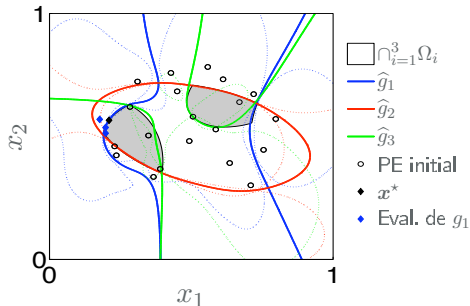 1
x₂
0
0
x₁
1
∩³ᵢ₌₁Ωᵢ
ĝ₁
ĝ₂
ĝ₃
PE initial
x⋆
Eval. de g₁